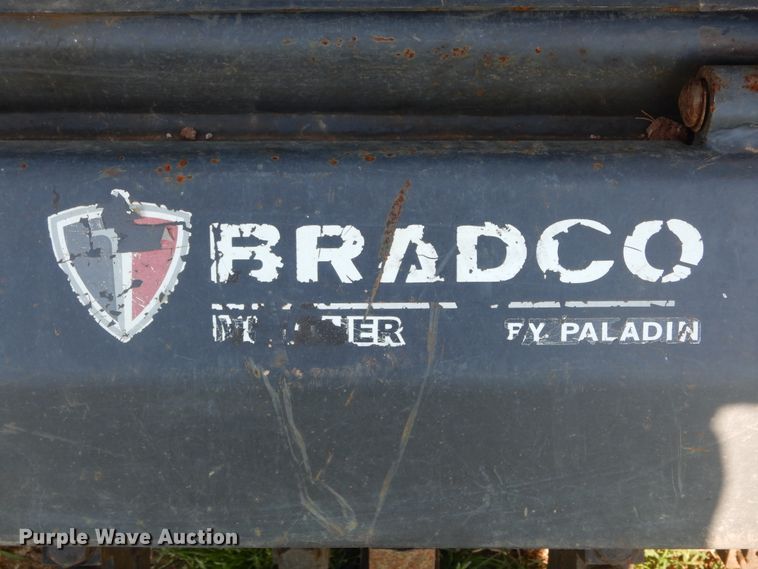 BRADCO
BY PALADIN
Purple Wave Auction